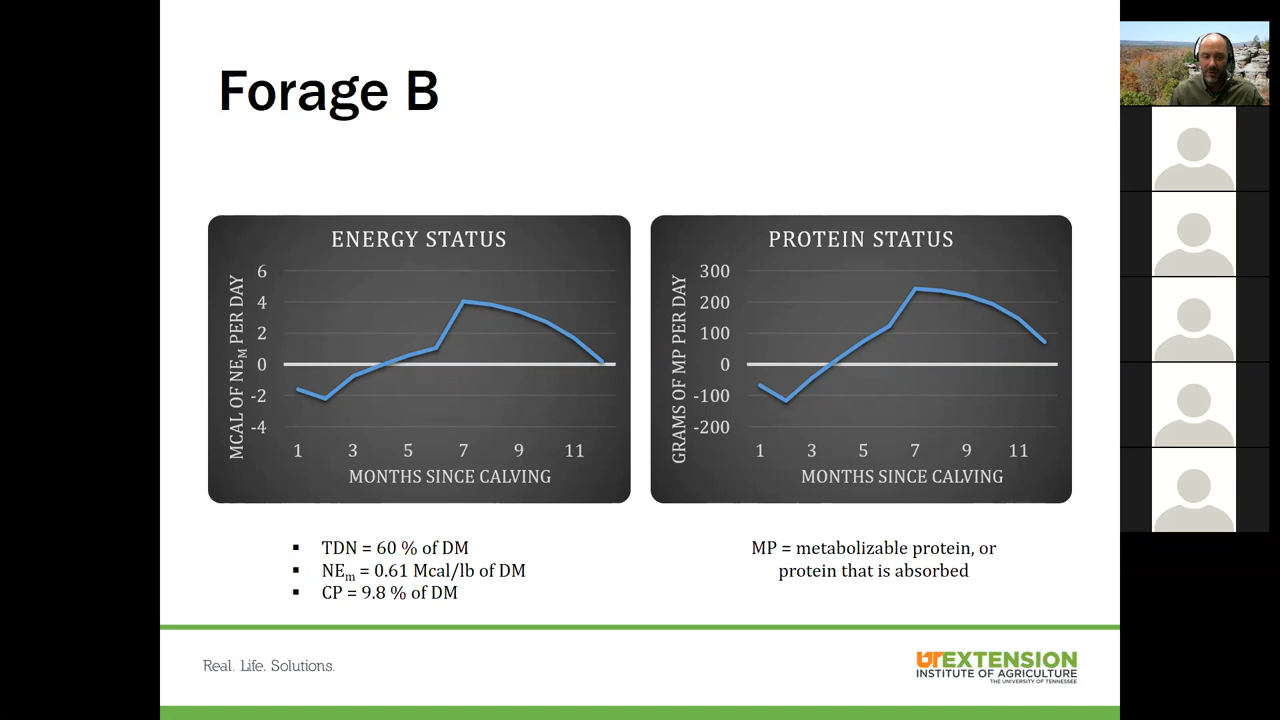 Forage B
ENERGY STATUS
MCAL OF NEM PER DAY
6
4
2
0
-2
-4
1 3 5 7 9 11
MONTHS SINCE CALVING
PROTEIN STATUS
GRAMS OF MP PER DAY
300
200
100
0
-100
-200
1 3 5 7 9 11
MONTHS SINCE CALVING
▪ TDN = 60 % of DM
▪ NEm = 0.61 Mcal/lb of DM
▪ CP = 9.8 % of DM
MP = metabolizable protein, or
protein that is absorbed
Real. Life. Solutions.
UTEXTENSION
INSTITUTE OF AGRICULTURE
THE UNIVERSITY OF TENNESSEE